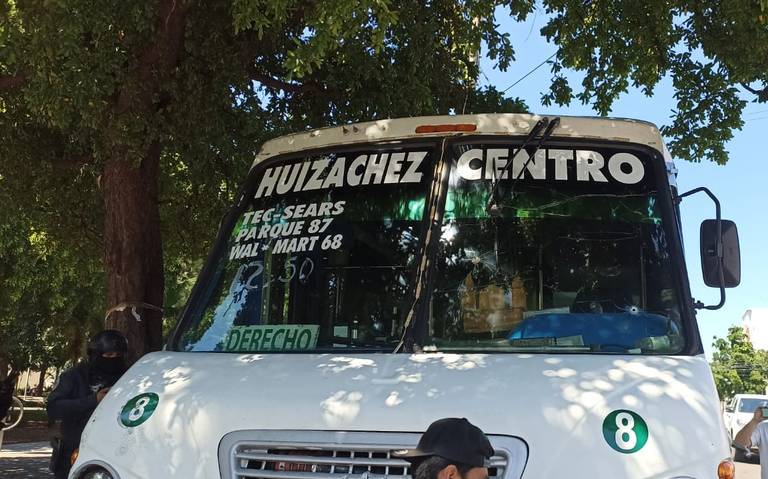 HUIZACHEZ CENTRO
TEC-SEARS
PARQUE 87
WAL-MART 68
DERECHO
8
8